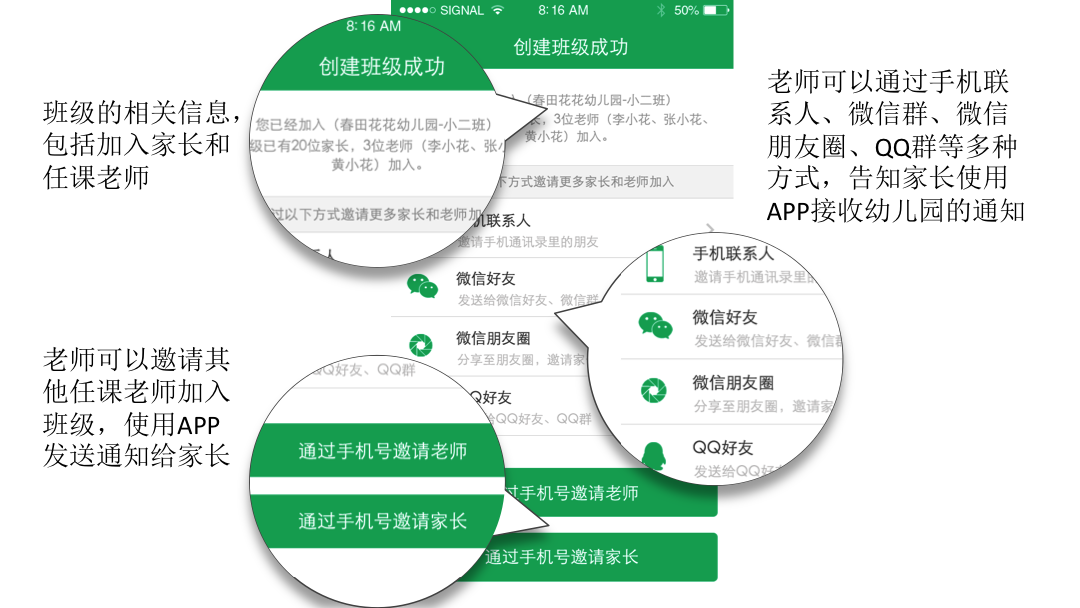 SIGNAL 8:16 AM 50%
创建班级成功
8:16 AM
创建班级成功
您已经加入（春田花花幼儿园-小二班）
级已有20位家长，3位老师（李小花、张小
黄小花）加入。
过以下方式邀请更多家长和老师加
（春田花花幼儿园-小二班）
长，3位老师（李小花、张小花、
黄小花）加入。
下方式邀请更多家长和老师加入
班级的相关信息，
包括加入家长和
任课老师
老师可以通过手机联
系人、微信群、微信
朋友圈、QQ群等多种
方式，告知家长使用
APP接收幼儿园的通知
机联系人
邀请手机通讯录里的朋友
微信好友
发送给微信好友、微信群
微信朋友圈
分享至朋友圈，邀请家
Q好友
给QQ好友、QQ群
手机联系人
邀请手机通讯录里
微信好友
发送给微信好友、微信
微信朋友圈
分享至朋友圈，邀请家
QQ好友
发送给QQ好
老师可以邀请其
他任课老师加入
班级，使用APP
发送通知给家长
QQ好友、QQ群
通过手机号邀请老师
通过手机号邀请家长
过手机号邀请老师
通过手机号邀请家长